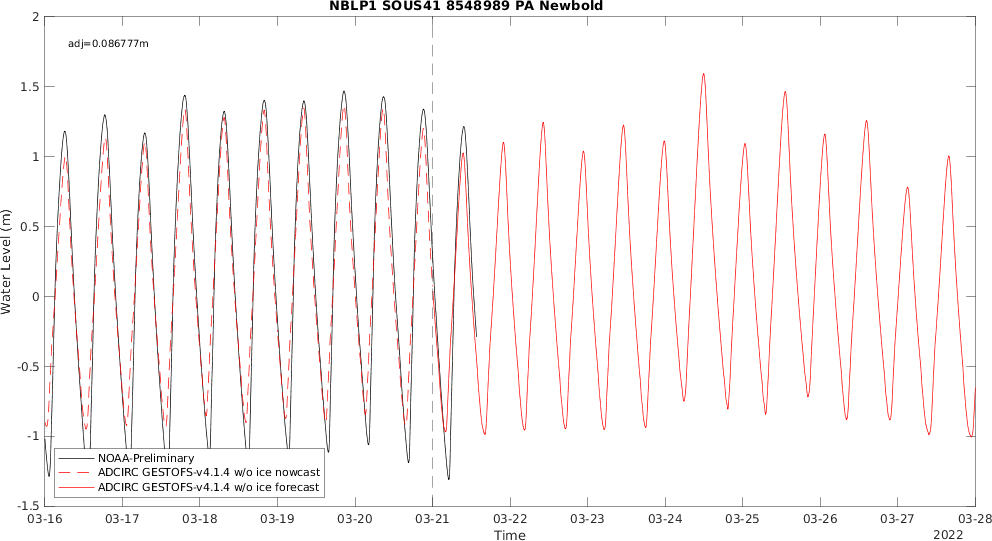 NBLP1 SOUS41 8548989 PA Newbold
adj=0.086777m
2
1.5
1
0.5
0
-0.5
-1
-1.5
Water Level (m)
NOAA-Preliminary
ADCIRC GESTOFS-v4.1.4 w/o ice nowcast
ADCIRC GESTOFS-v4.1.4 w/o ice forecast
03-16 03-17 03-18 03-19 03-20 03-21 03-22 03-23 03-24 03-25 03-26 03-27 03-28
Time
2022